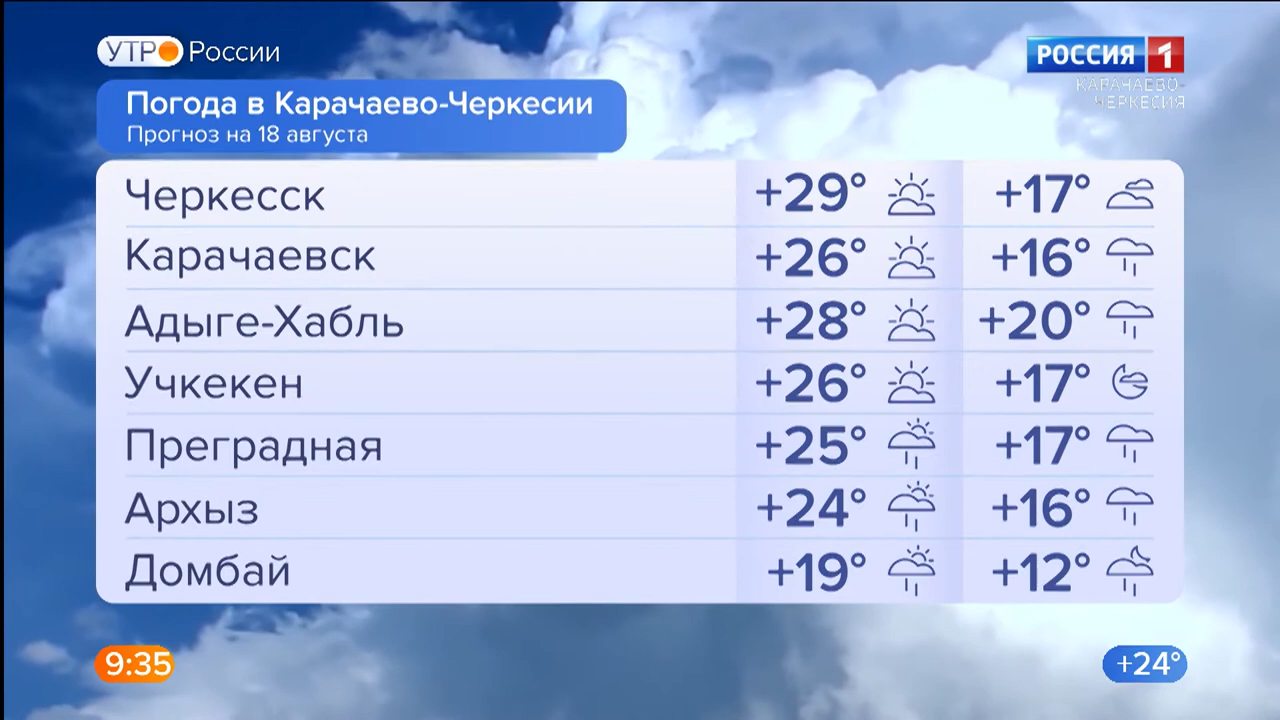 УТРО России
РОССИЯ 1
КАРАЧАЕВО-
ЧЕРКЕСИЯ
Погода в Карачаево-Черкесии
Прогноз на 18 августа
Черкесск +29° +17°
Карачаевск +26° +16°
Адыге-Хабль +28° +20°
Учкекен +26° +17°
Преградная +25° +17°
Архыз +24° +16°
Домбай +19° +12°
9:35 +24°